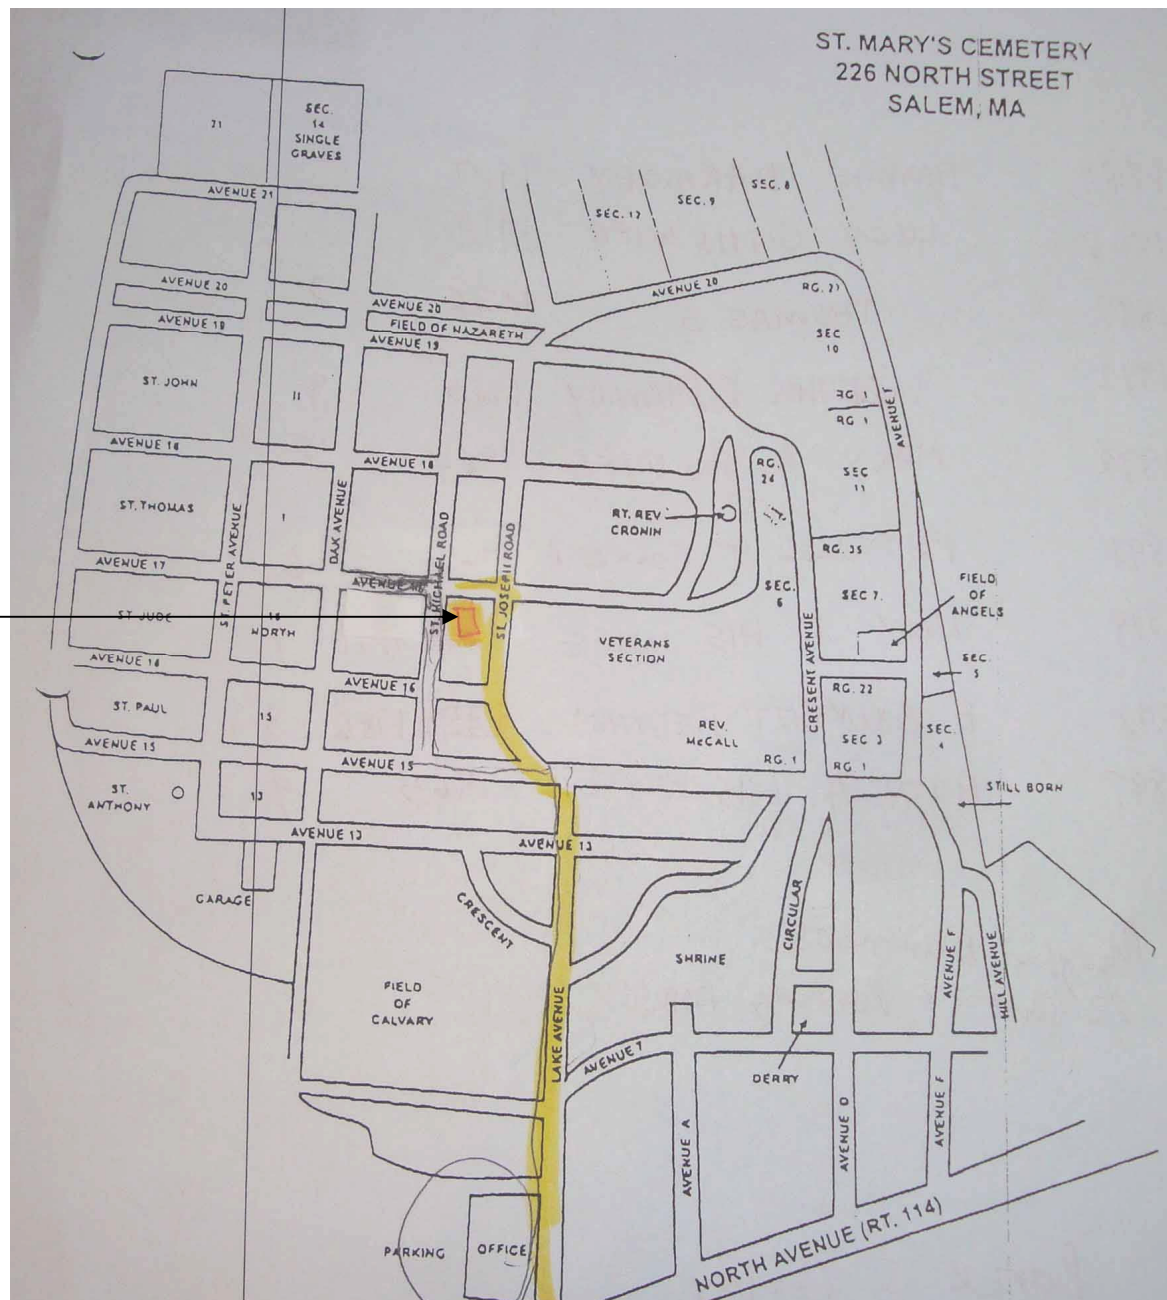 ST. MARY'S CEMETERY
226 NORTH STREET
SALEM, MA
21
SEC.
14
SINGLE
GRAVES
AVENUE 21
SEC. 12
SEC. 9
SEC. 8
AVENUE 20
AVENUE 20
AVENUE 20
RG. 21
FIELD OF NAZARETH
AVENUE 19
AVENUE 19
SEC
10
ST. JOHN
11
RG 1
RG 1
AVENUE F
AVENUE 18
AVENUE 18
RG.
24
SEC
11
ST. THOMAS
1
ST. PETER AVENUE
OAK AVENUE
ST. MICHAEL ROAD
ST. JOSEPH ROAD
RT. REV.
CRONIN
RG. 35
AVENUE 17
AVENUE
SEC.
6
SEC 7.
FIELD
OF
ANGELS
ST. JUDE
16
NORTH
VETERANS
SECTION
CRESENT AVENUE
SEC.
5
AVENUE 16
AVENUE 16
RG. 22
ST. PAUL
15
REV.
McCALL
SEC 3
SEC.
4
AVENUE 15
AVENUE 15
RG. 1
RG. 1
ST.
ANTHONY
13
STILL BORN
AVENUE 13
AVENUE 13
GARAGE
CRESCENT
CIRCULAR
SHRINE
AVENUE F
HILL AVENUE
FIELD
OF
CALVARY
LAKE AVENUE
AVENUE 7
DERRY
AVENUE A
AVENUE D
AVENUE F
PARKING
OFFICE
NORTH AVENUE (RT. 114)